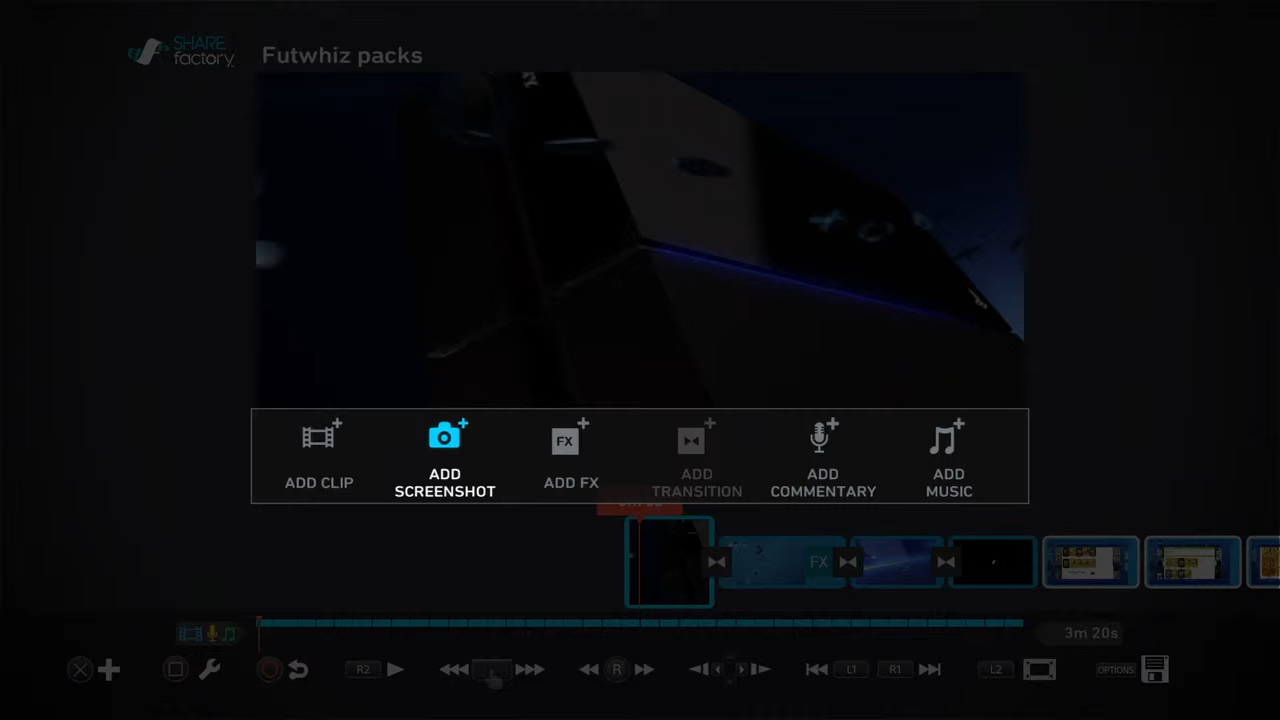 SHARE
factory
Futwhiz packs
ADD CLIP
ADD
SCREENSHOT
ADD FX
FX
ADD
TRANSITION
ADD
COMMENTARY
ADD
MUSIC
FX
3m 20s
R2
R
L1
R1
L2
OPTIONS